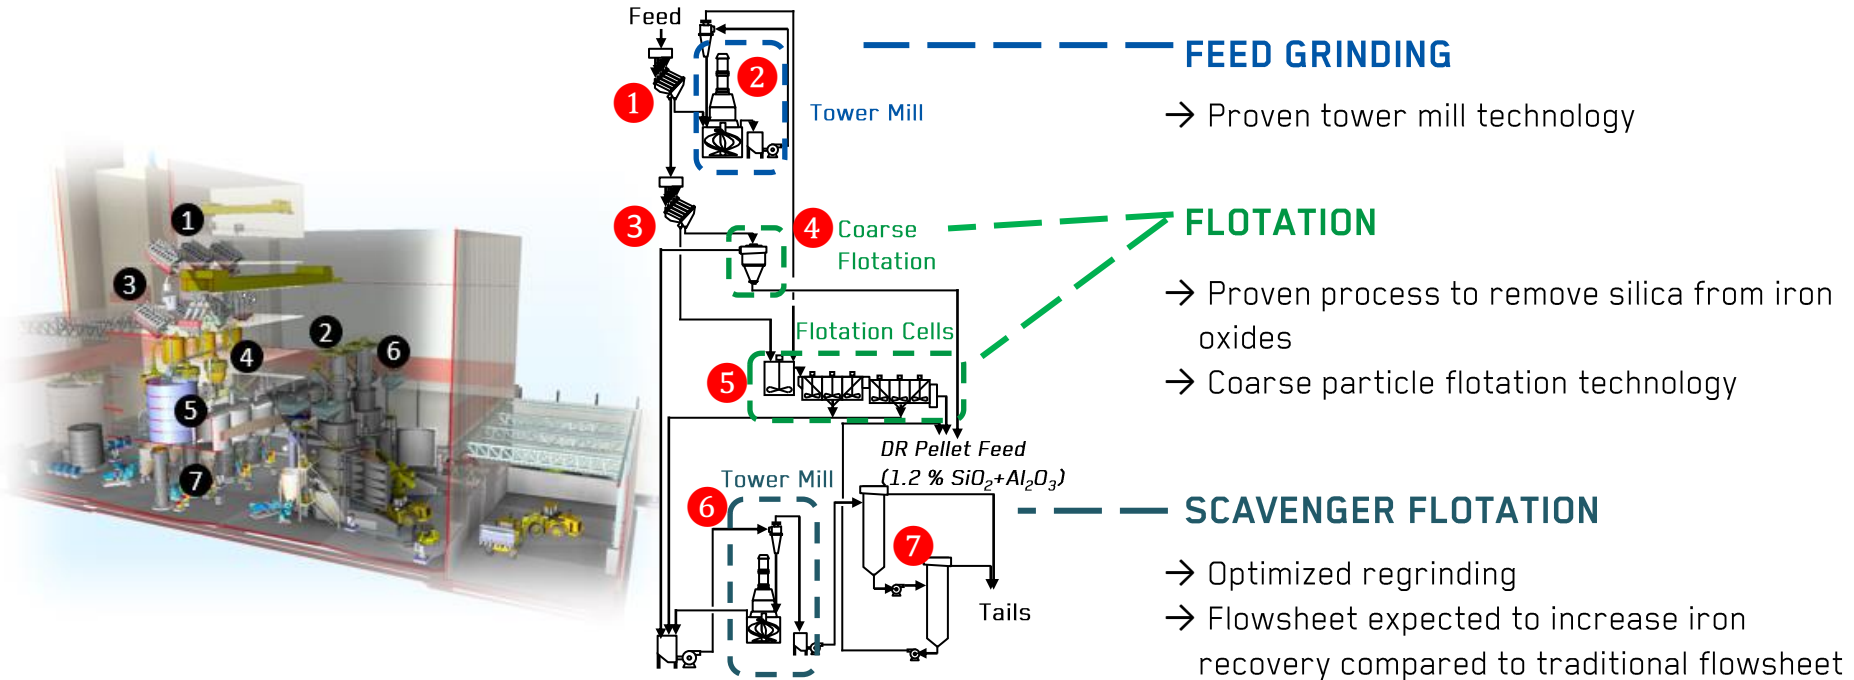 Feed
1
2
Tower Mill
3
4
Coarse
Flotation
Flotation Cells
5
DR Pellet Feed
(1.2 % SiO₂+Al₂O₃)
Tower Mill
6
7
Tails
1
3
2
6
4
5
7
FEED GRINDING
→ Proven tower mill technology
FLOTATION
→ Proven process to remove silica from iron
oxides
→ Coarse particle flotation technology
SCAVENGER FLOTATION
→ Optimized regrinding
→ Flowsheet expected to increase iron
recovery compared to traditional flowsheet